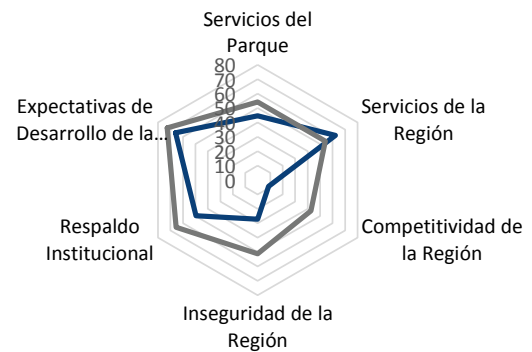 Servicios del
Parque
80
70
60
50
40
30
20
10
0
Servicios de la
Región
Competitividad de
la Región
Inseguridad de la
Región
Respaldo
Institucional
Expectativas de
Desarrollo de la...